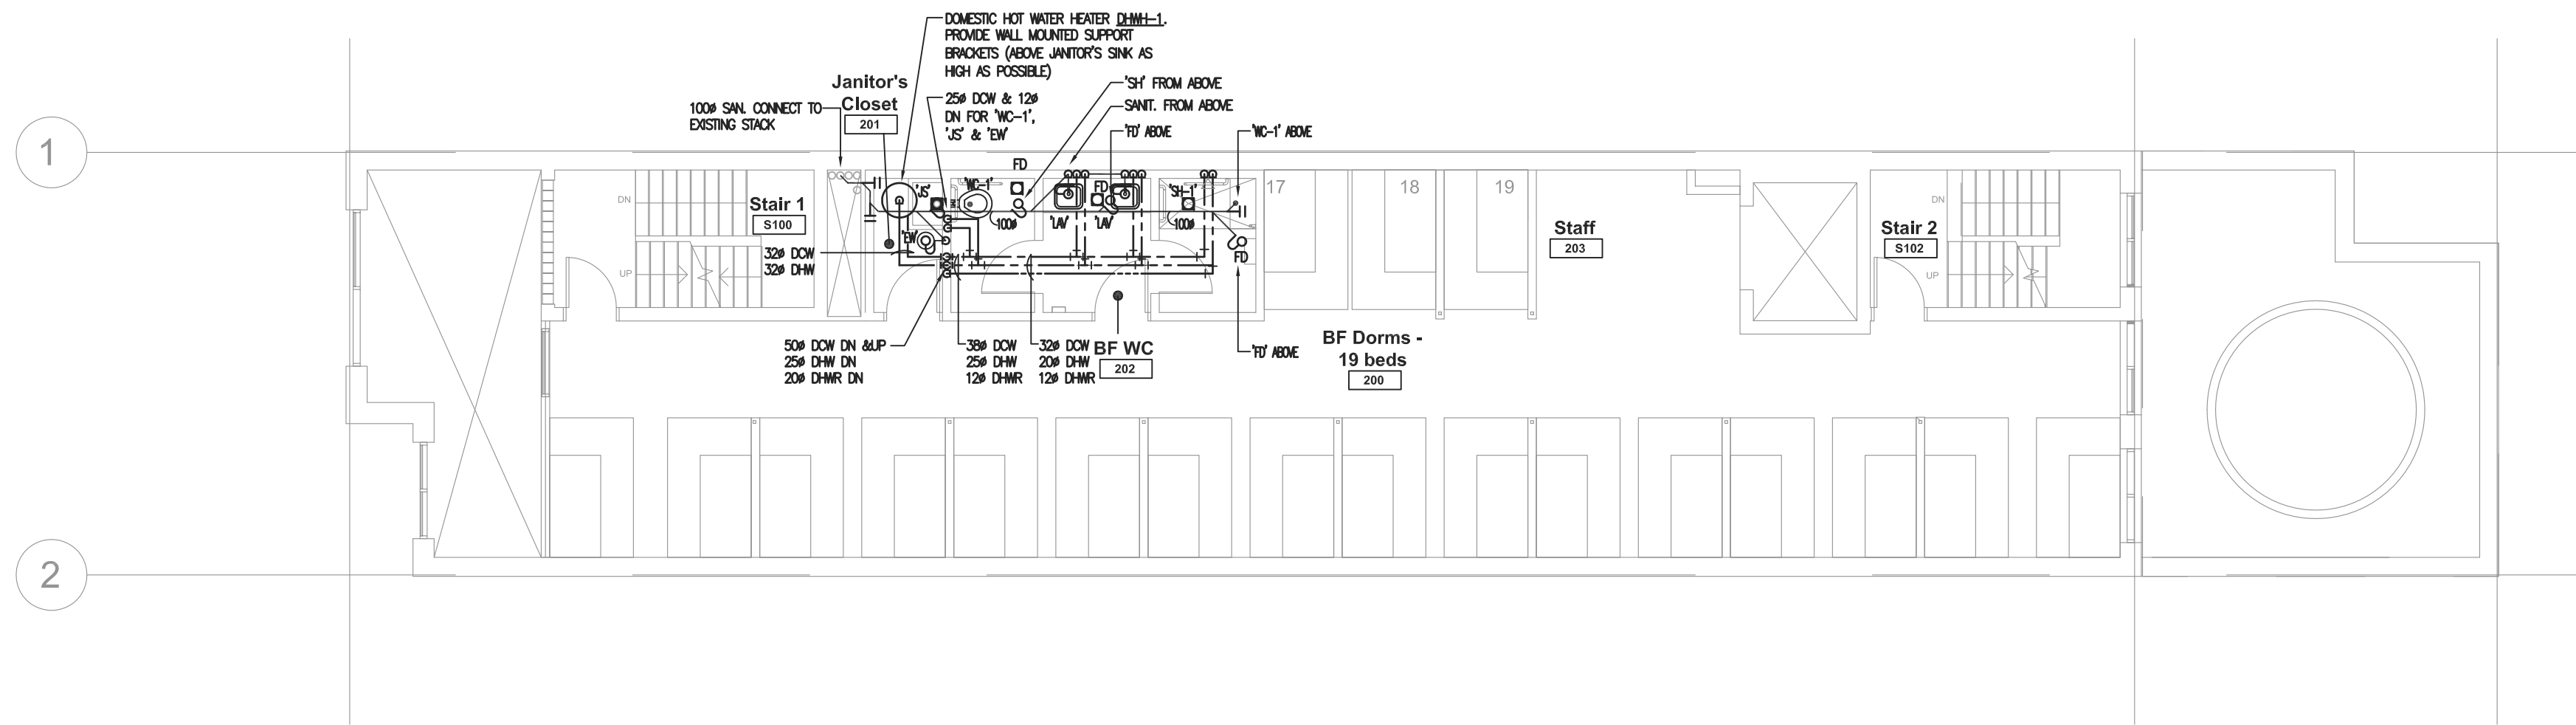 DOMESTIC HOT WATER HEATER DHWH-1.
PROVIDE WALL MOUNTED SUPPORT
BRACKETS (ABOVE JANITOR'S SINK AS
HIGH AS POSSIBLE)
Janitor's
Closet
201
100ø SAN. CONNECT TO
EXISTING STACK
25ø DCW & 12ø
DN FOR 'WC-1',
'JS' & 'EW'
'SH' FROM ABOVE
SANIT. FROM ABOVE
'FD' ABOVE
'WC-1' ABOVE
1
FD
'JS'
'WC-1'
FD
'SH-1'
17
18
19
DN
Stair 1
S100
UP
'EW'
100ø
'LAV'
'LAV'
100ø
FD
32ø DCW
32ø DHW
Staff
203
Stair 2
S102
DN
UP
50ø DCW DN &UP
25ø DHW DN
20ø DHWR DN
38ø DCW
25ø DHW
12ø DHWR
32ø DCW
20ø DHW
12ø DHWR
BF WC
202
'FD' ABOVE
BF Dorms -
19 beds
200
2